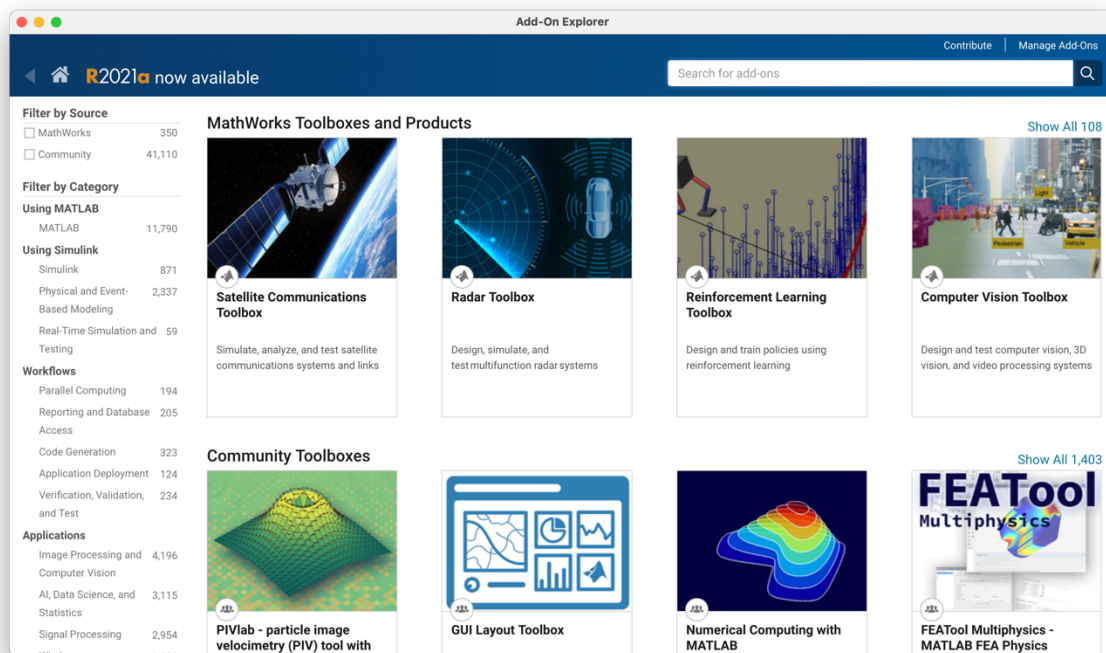 Add-On Explorer
Contribute
Manage Add-Ons
R2021a now available
Search for add-ons
Filter by Source
MathWorks 350
Community 41,110
Filter by Category
Using MATLAB
MATLAB 11,790
Using Simulink
Simulink 871
Physical and Event- 2,337
Based Modeling
Real-Time Simulation and 59
Testing
Workflows
Parallel Computing 194
Reporting and Database 205
Access
Code Generation 323
Application Deployment 124
Verification, Validation, 234
and Test
Applications
Image Processing and 4,196
Computer Vision
AI, Data Science, and 3,115
Statistics
Signal Processing 2,954
MathWorks Toolboxes and Products
Show All 108
Satellite Communications
Toolbox
Simulate, analyze, and test satellite
communications systems and links
Radar Toolbox
Design, simulate, and
test multifunction radar systems
Reinforcement Learning
Toolbox
Design and train policies using
reinforcement learning
Light
Pedestrian
Vehicle
Computer Vision Toolbox
Design and test computer vision, 3D
vision, and video processing systems
Community Toolboxes
Show All 1,403
PIVlab - particle image
velocimetry (PIV) tool with
GUI Layout Toolbox
Numerical Computing with
MATLAB
FEATool
Multiphysics
FEATool Multiphysics -
MATLAB FEA Physics